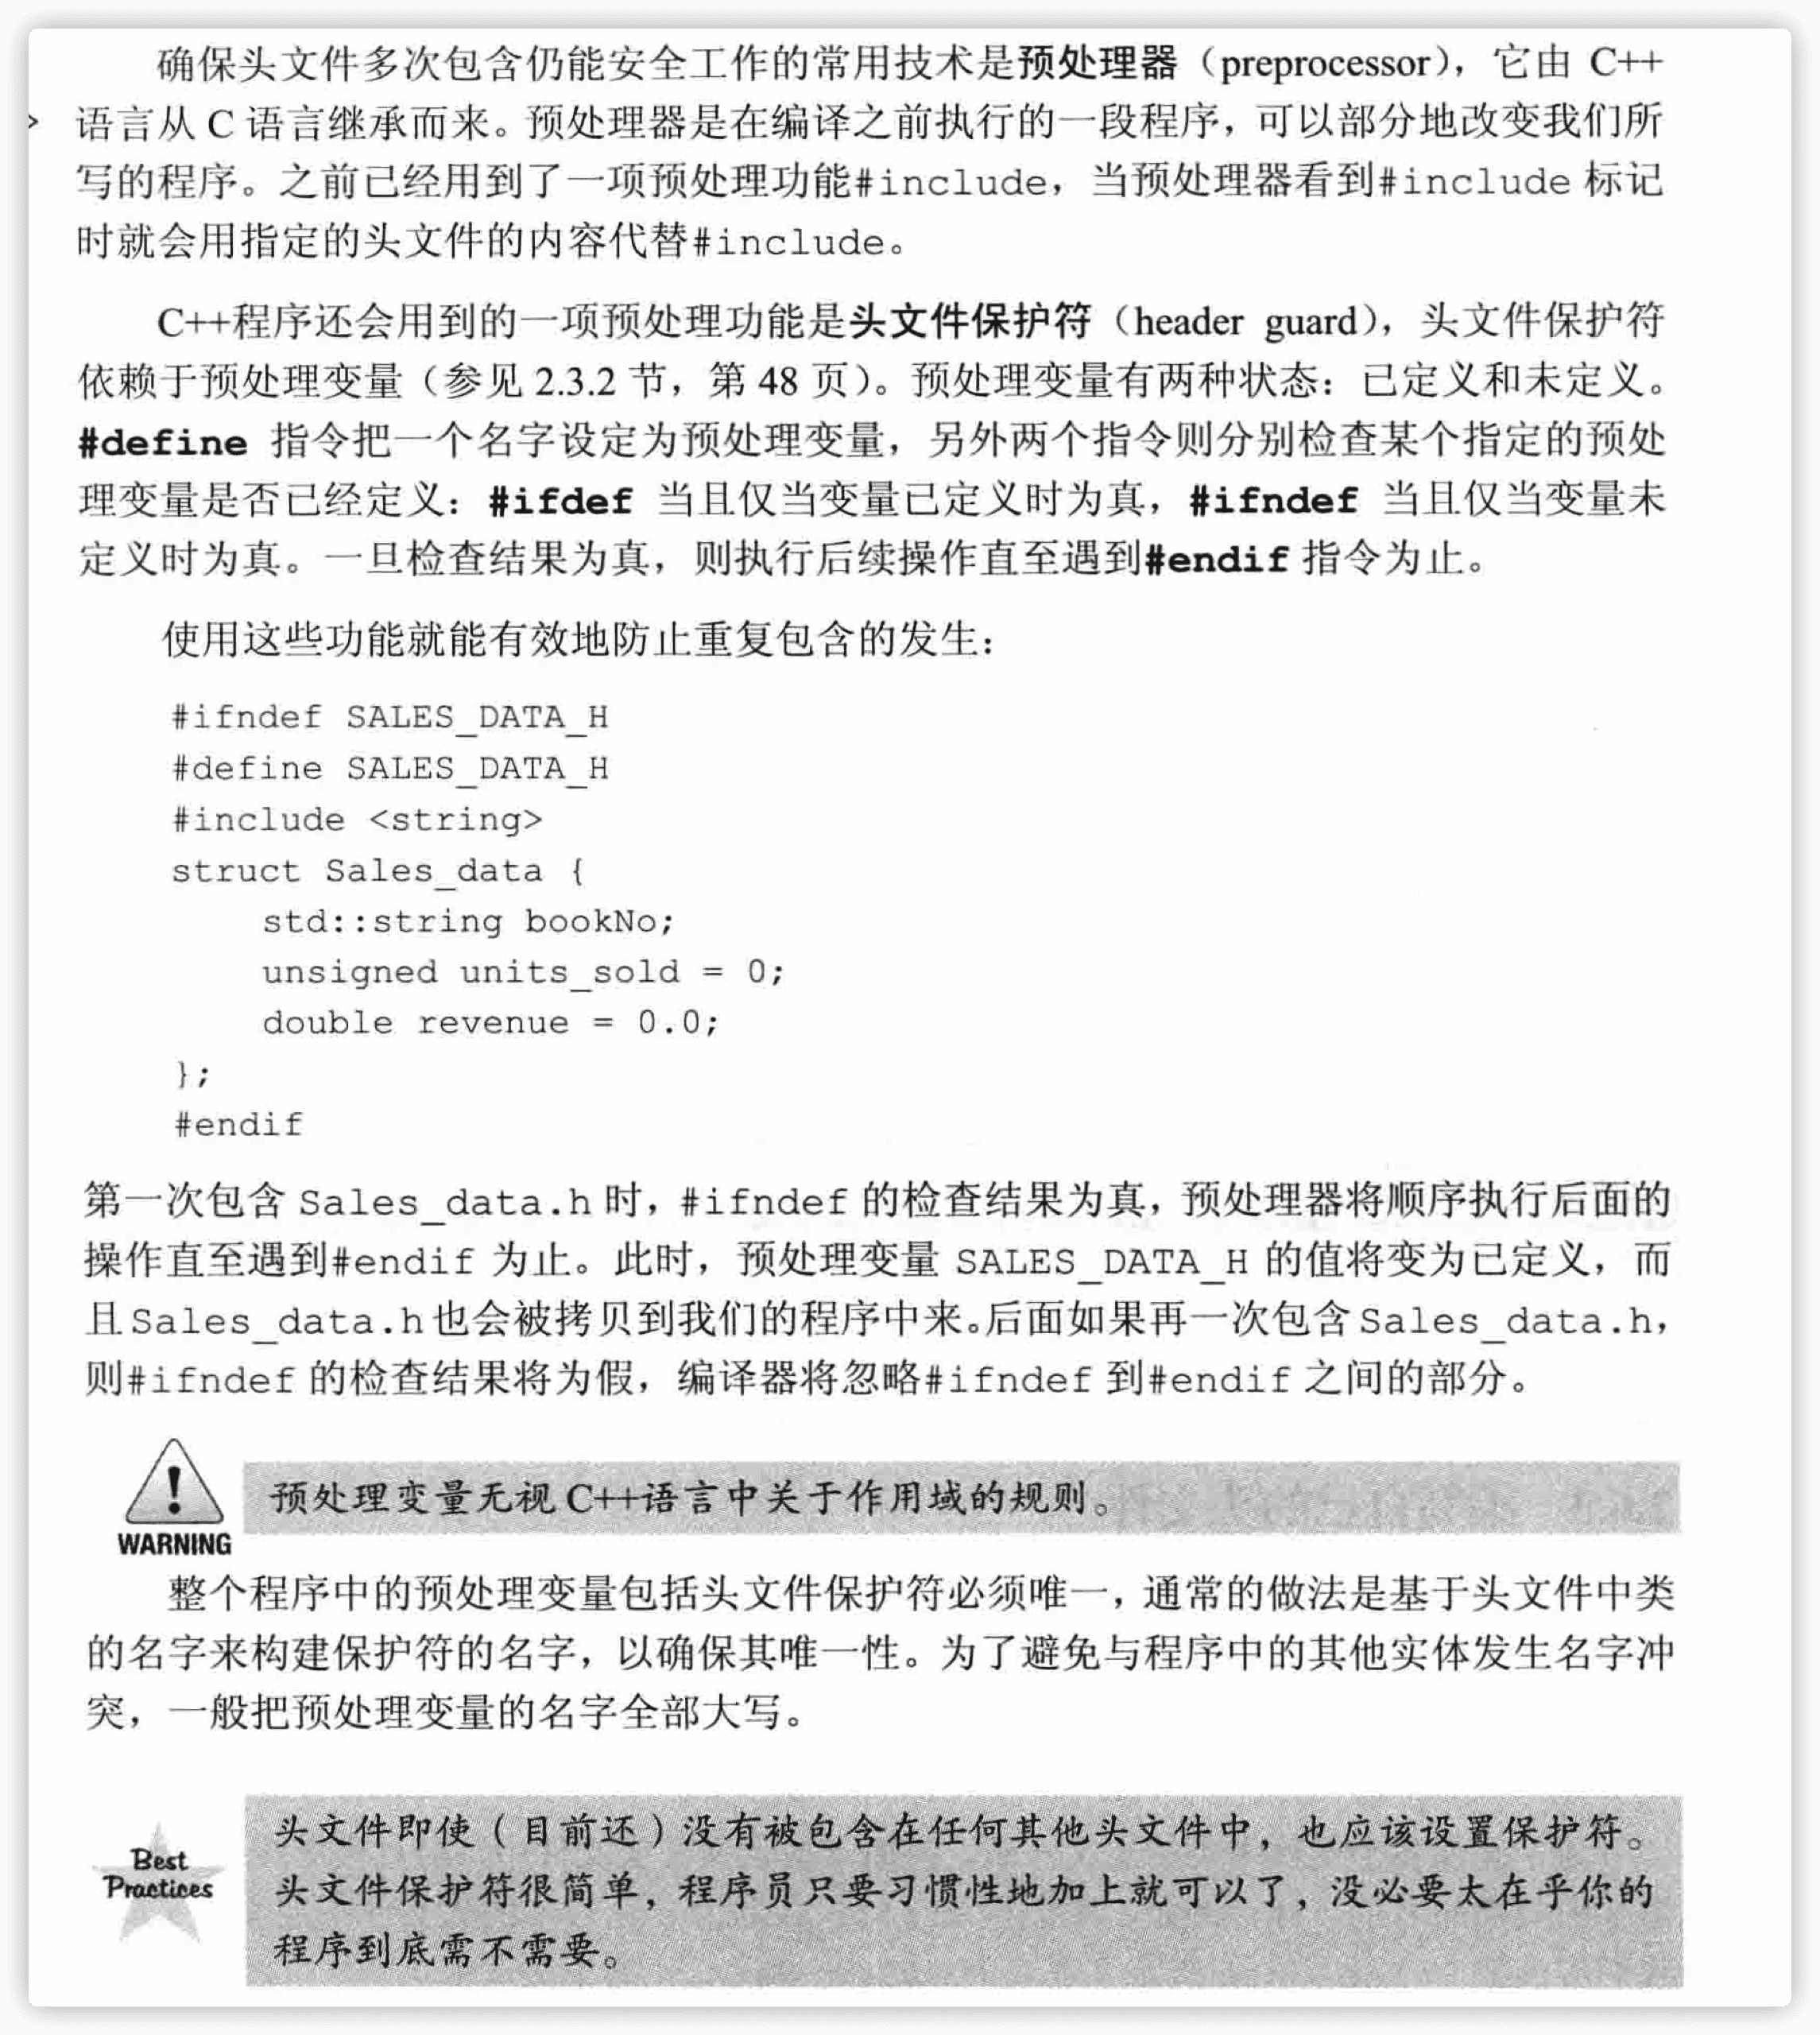 确保头文件多次包含仍能安全工作的常用技术是预处理器（preprocessor），它由 C++
语言从 C 语言继承而来。预处理器是在编译之前执行的一段程序，可以部分地改变我们所
写的程序。之前已经用到了一项预处理功能#include，当预处理器看到#include 标记
时就会用指定的头文件的内容代替#include。
C++程序还会用到的一项预处理功能是头文件保护符（header guard），头文件保护符
依赖于预处理变量（参见 2.3.2 节，第 48 页）。预处理变量有两种状态：已定义和未定义。
#define 指令把一个名字设定为预处理变量，另外两个指令则分别检查某个指定的预处
理变量是否已经定义：#ifdef 当且仅当变量已定义时为真，#ifndef 当且仅当变量未
定义时为真。一旦检查结果为真，则执行后续操作直至遇到#endif 指令为止。
使用这些功能就能有效地防止重复包含的发生：
#ifndef SALES_DATA_H
#define SALES_DATA_H
#include <string>
struct Sales_data {
std::string bookNo;
unsigned units_sold = 0;
double revenue = 0.0;
};
#endif
第一次包含 Sales_data.h 时，#ifndef 的检查结果为真，预处理器将顺序执行后面的
操作直至遇到#endif 为止。此时，预处理变量 SALES_DATA_H 的值将变为已定义，而
且 Sales_data.h 也会被拷贝到我们的程序中来。后面如果再一次包含 Sales_data.h，
则#ifndef 的检查结果将为假，编译器将忽略#ifndef 到#endif 之间的部分。
预处理变量无视 C++语言中关于作用域的规则。
WARNING
整个程序中的预处理变量包括头文件保护符必须唯一，通常的做法是基于头文件中类
的名字来构建保护符的名字，以确保其唯一性。为了避免与程序中的其他实体发生名字冲
突，一般把预处理变量的名字全部大写。
Best
Practices
头文件即使（目前还）没有被包含在任何其他头文件中，也应该设置保护符。
头文件保护符很简单，程序员只要习惯性地加上就可以了，没必要太在乎你的
程序到底需不需要。